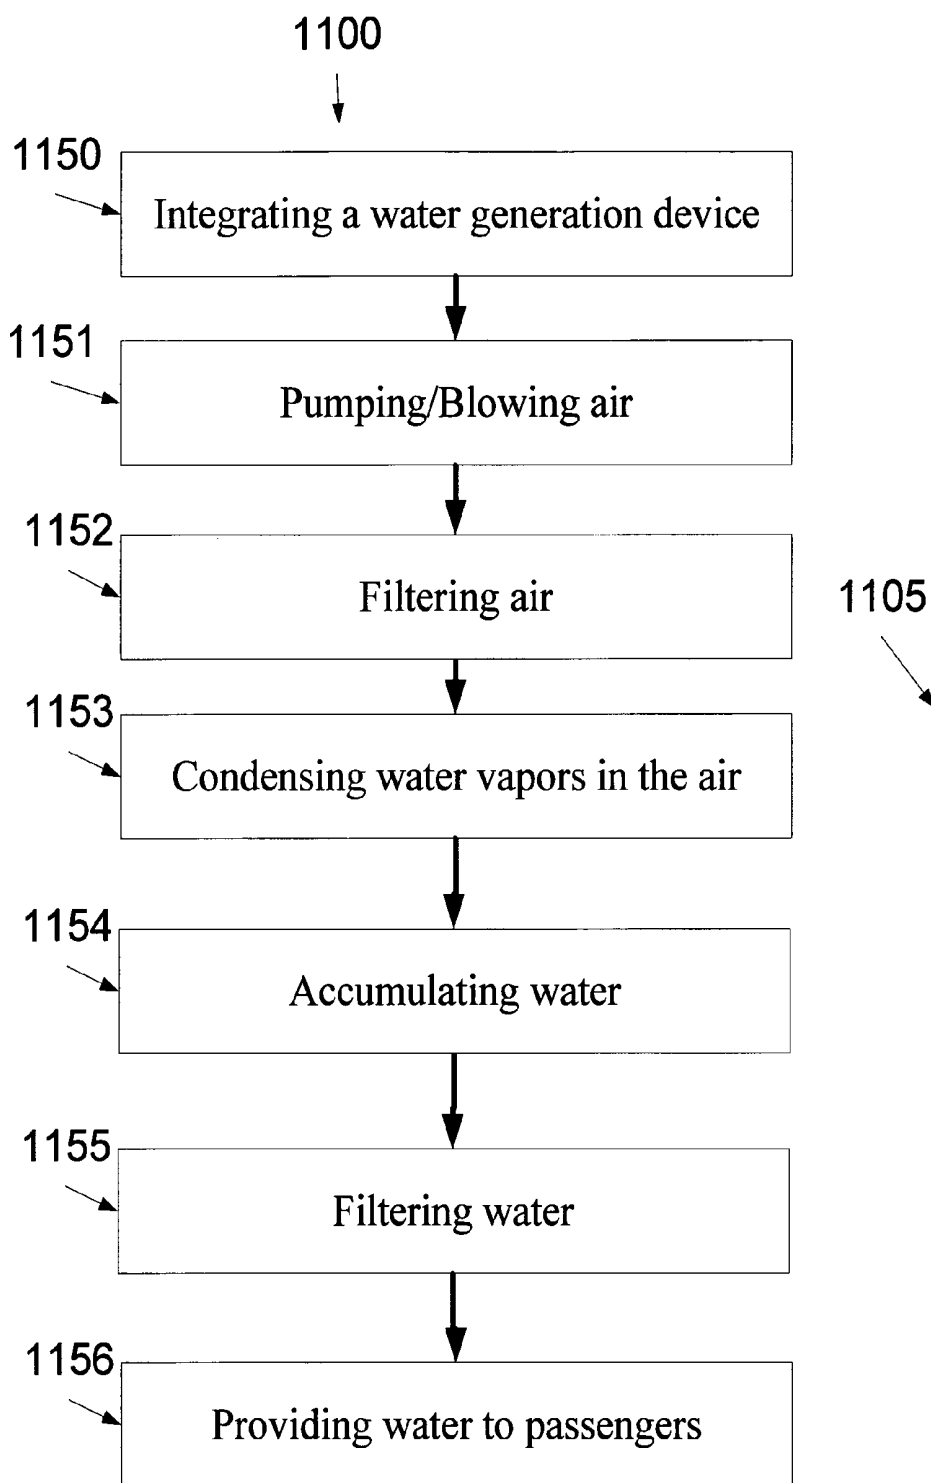 1100
1150
Integrating a water generation device
1151
Pumping/Blowing air
1152
Filtering air
1105
1153
Condensing water vapors in the air
1154
Accumulating water
1155
Filtering water
1156
Providing water to passengers